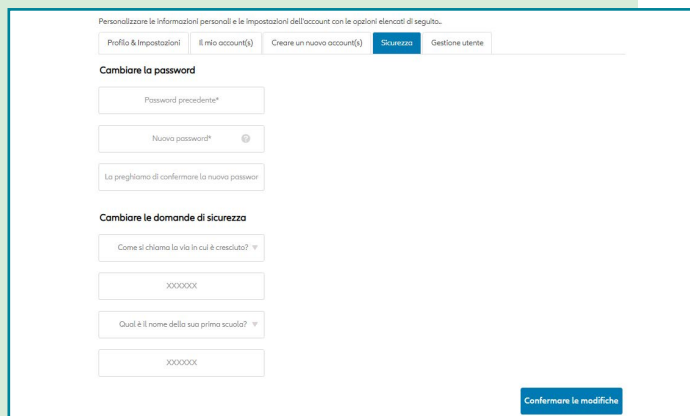 Personalizzare le informazioni personali e le impostazioni dell'account con le opzioni elencati di seguito..
Profilo & Impostazioni Il mio account(s) Creare un nuovo account(s) Sicurezza Gestione utente
Cambiare la password
Password precedente*
Nuova password* ?
La preghiamo di confermare la nuova passwor
Cambiare le domande di sicurezza
Come si chiama la via in cui è cresciuto?
XXXXXX
Qual è il nome della sua prima scuola?
XXXXXX
Confermare le modifiche